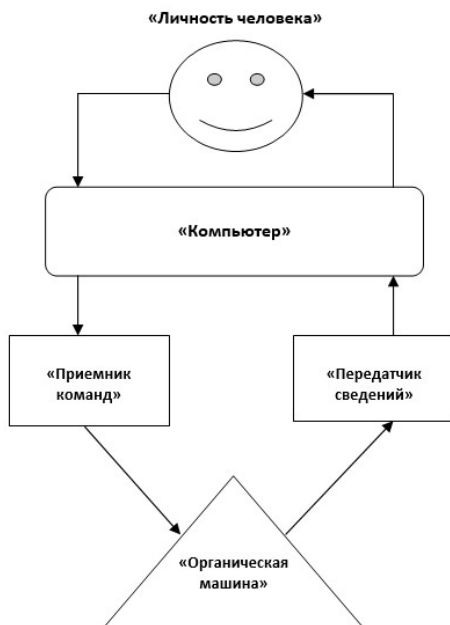 «Личность человека»
«Компьютер»
«Приемник
команд»
«Передатчик
сведений»
«Органическая
машина»